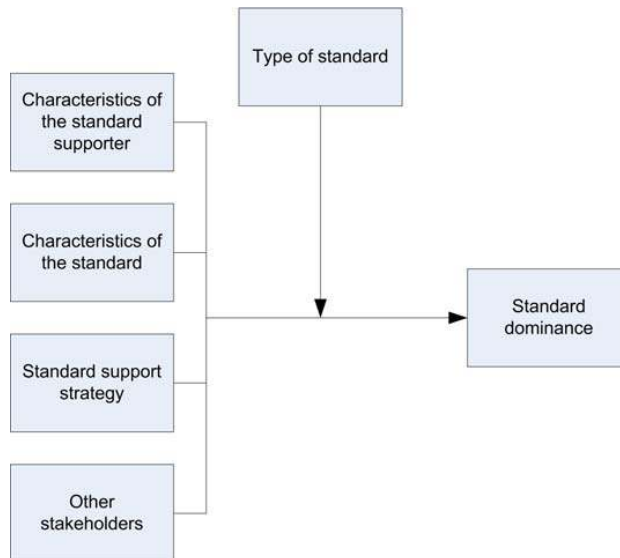 Type of standard
Characteristics of
the standard
supporter
Characteristics of
the standard
Standard support
strategy
Other
stakeholders
Standard
dominance